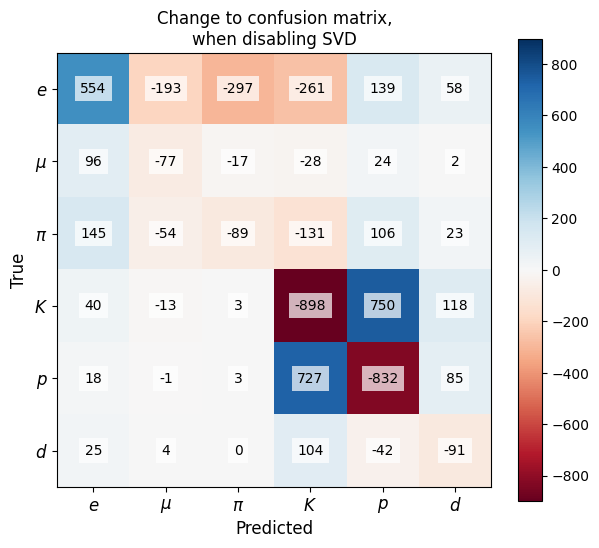 Change to confusion matrix,
when disabling SVD
e 554 -193 -297 -261 139 58
μ 96 -77 -17 -28 24 2
π 145 -54 -89 -131 106 23
K 40 -13 3 -898 750 118
p 18 -1 3 727 -832 85
d 25 4 0 104 -42 -91
e μ π K p d
Predicted
True
800
600
400
200
0
−200
−400
−600
−800